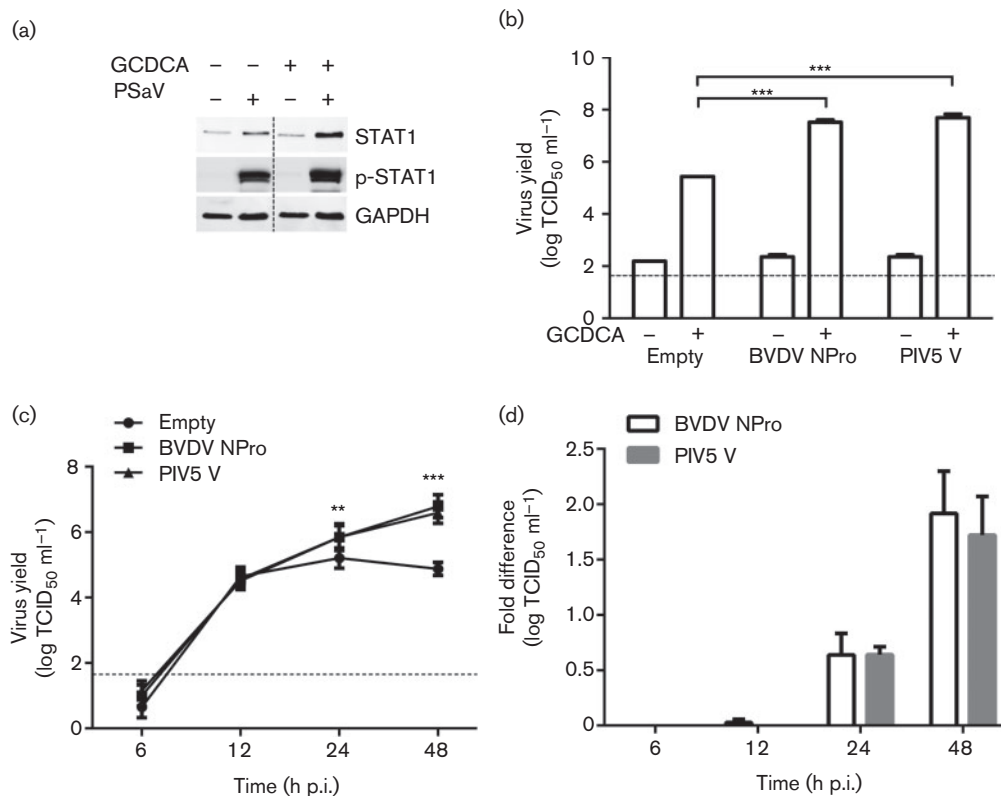 (a)
GCDCA – – + +
PSaV – + – +
STAT1
p-STAT1
GAPDH
(b)
Virus yield
(log TCID50 ml−1)
10
8
6
4
2
0
***
***
GCDCA – + – + – +
Empty BVDV NPro PIV5 V
(c)
Empty
BVDV NPro
PIV5 V
Virus yield
(log TCID50 ml−1)
8
6
4
2
0
** ***
6 12 24 48
Time (h p.i.)
(d)
BVDV NPro
PIV5 V
Fold difference
(log TCID50 ml−1)
2.5
2.0
1.5
1.0
0.5
0
6 12 24 48
Time (h p.i.)